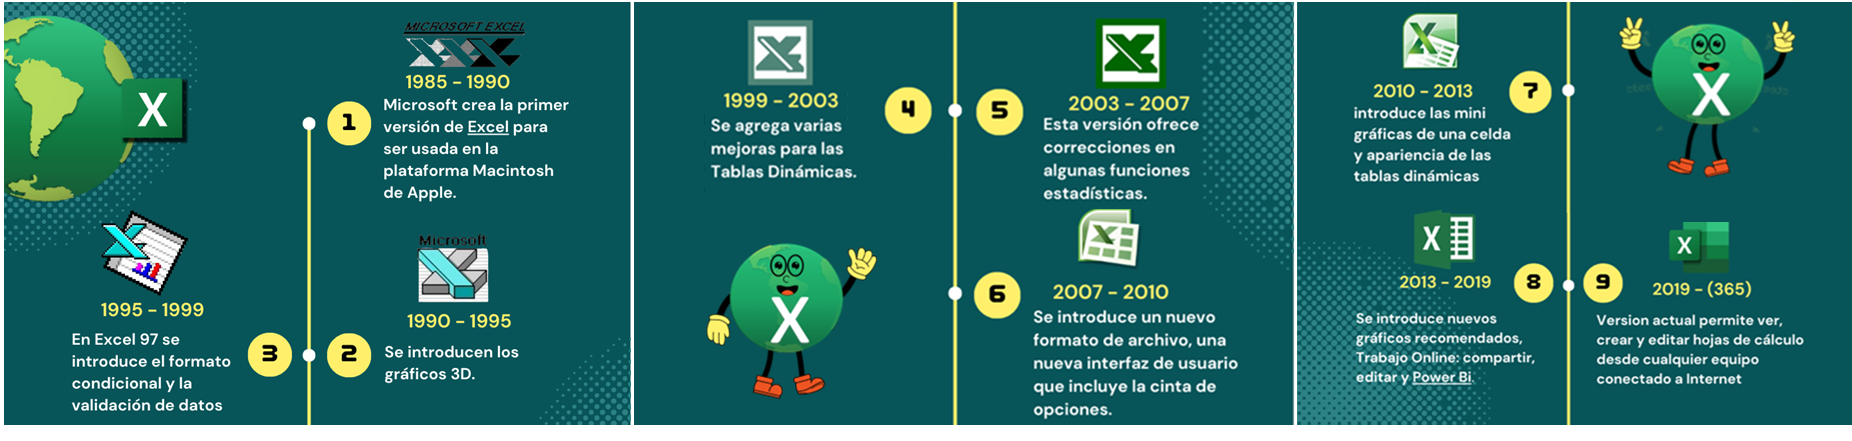 MICROSOFT EXCEL
1985 - 1990
1
Microsoft crea la primer
versión de Excel para
ser usada en la
plataforma Macintosh
de Apple.
X
Microsoft
1990 - 1995
2
Se introducen los
gráficos 3D.
1995 - 1999
3
En Excel 97 se
introduce el formato
condicional y la
validación de datos
1999 - 2003
4
Se agrega varias
mejoras para las
Tablas Dinámicas.
5
2003 - 2007
Esta versión ofrece
correcciones en
algunas funciones
estadísticas.
X
6
2007 - 2010
Se introduce un nuevo
formato de archivo, una
nueva interfaz de usuario
que incluye la cinta de
opciones.
2010 - 2013
7
introduce las mini
gráficas de una celda
y apariencia de las
tablas dinámicas
X
X
2013 - 2019
8
Se introduce nuevos
gráficos recomendados,
Trabajo Online: compartir,
editar y Power Bi.
X
9
2019 - (365)
Version actual permite ver,
crear y editar hojas de cálculo
desde cualquier equipo
conectado a Internet